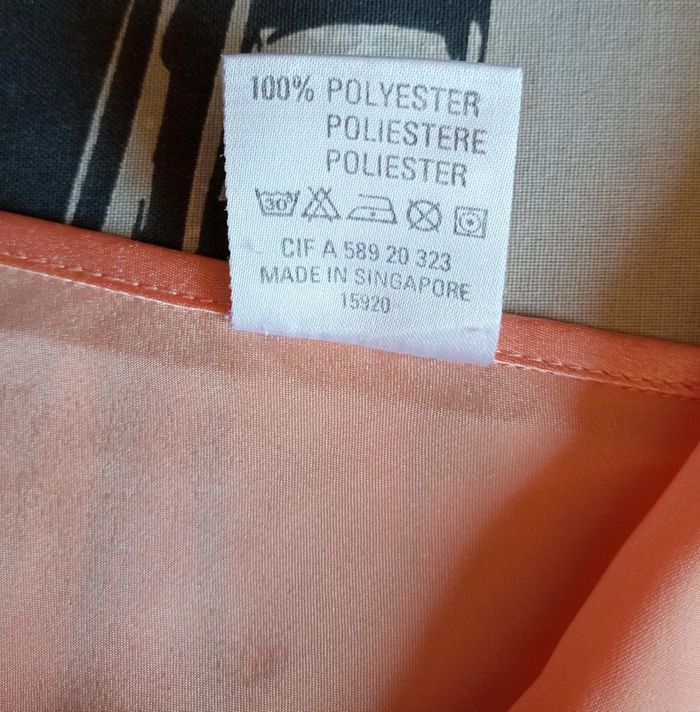 100% POLYESTER
POLIESTERE
POLIESTER
30°
CIF A 589 20 323
MADE IN SINGAPORE
15920